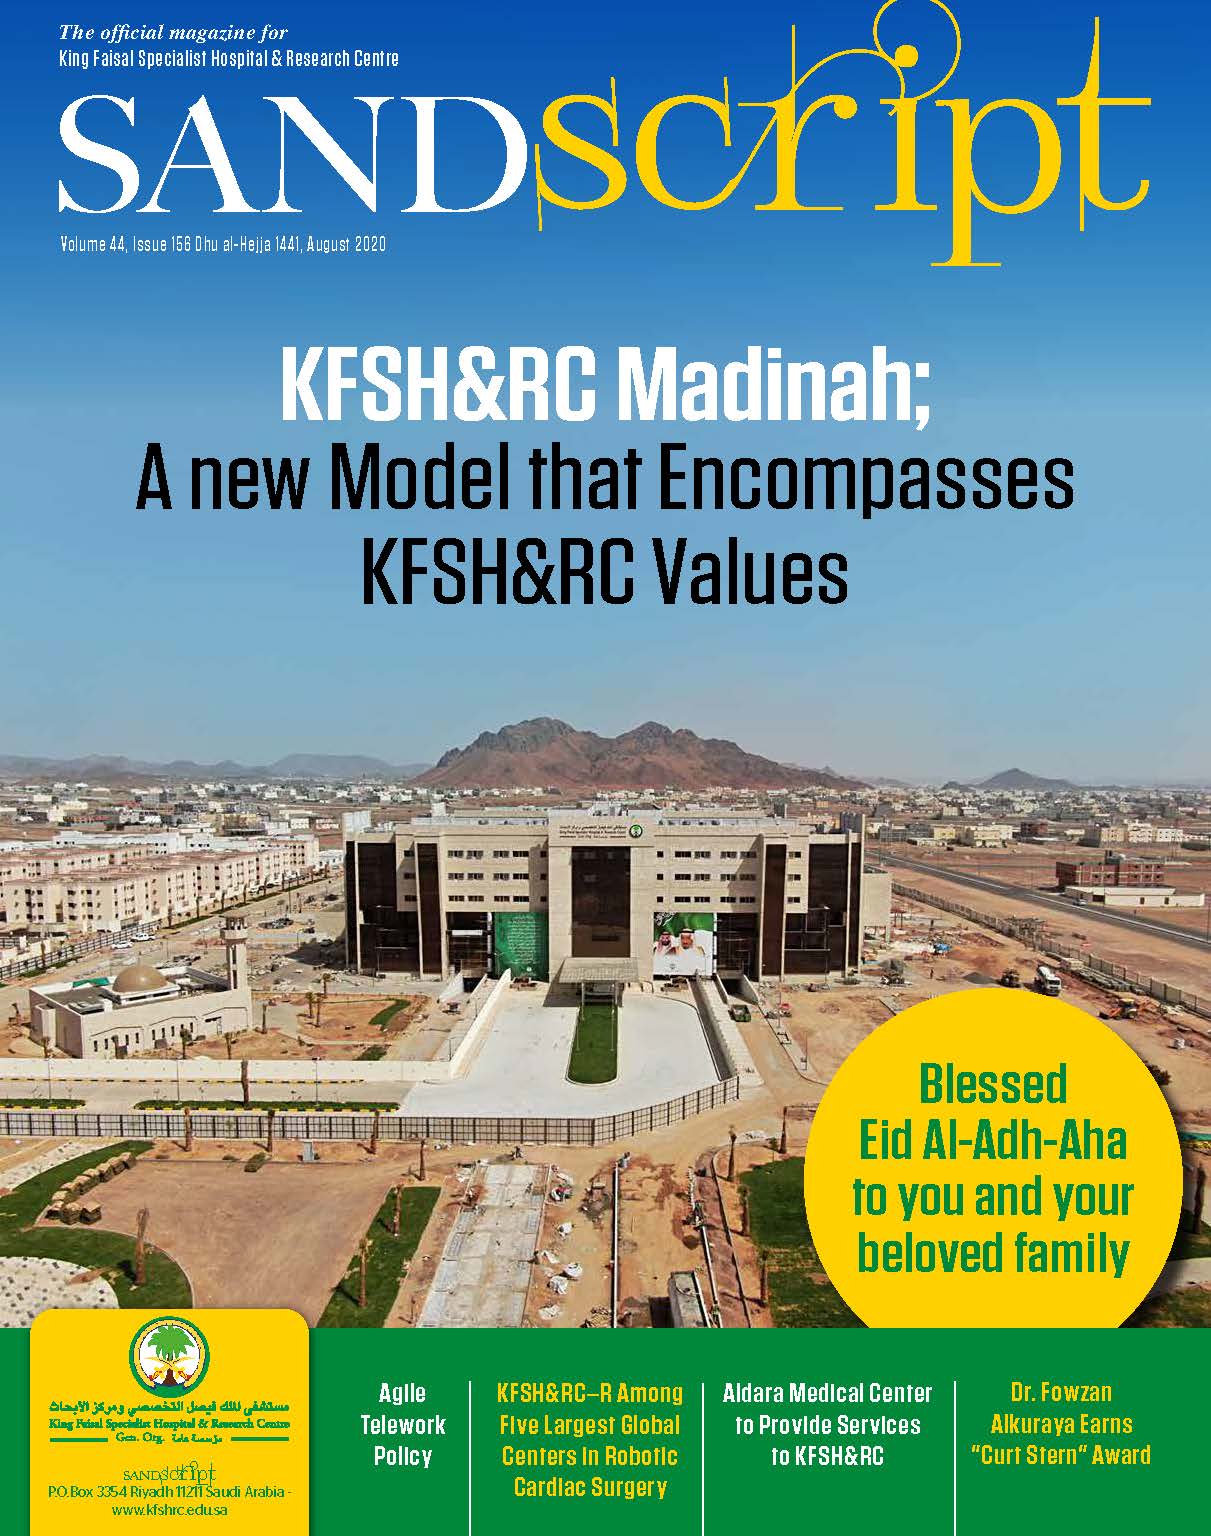 The official magazine for
King Faisal Specialist Hospital & Research Centre
SANDscript
Volume 44, Issue 156 Dhu al-Hejja 1441, August 2020
KFSH&RC Madinah;
A new Model that Encompasses
KFSH&RC Values
Blessed
Eid Al-Adh-Aha
to you and your
beloved family
مستشفى الملك فيصل التخصصي ومركز الأبحاث
King Faisal Specialist Hospital & Research Centre
Gen. Org. مؤسسة عامة
SANDscript
P.O.Box 3354 Riyadh 11211 Saudi Arabia -
www.kfshrc.edu.sa
Agile
Telework
Policy
KFSH&RC–R Among
Five Largest Global
Centers in Robotic
Cardiac Surgery
Aldara Medical Center
to Provide Services
to KFSH&RC
Dr. Fowzan
Alkuraya Earns
"Curt Stern" Award